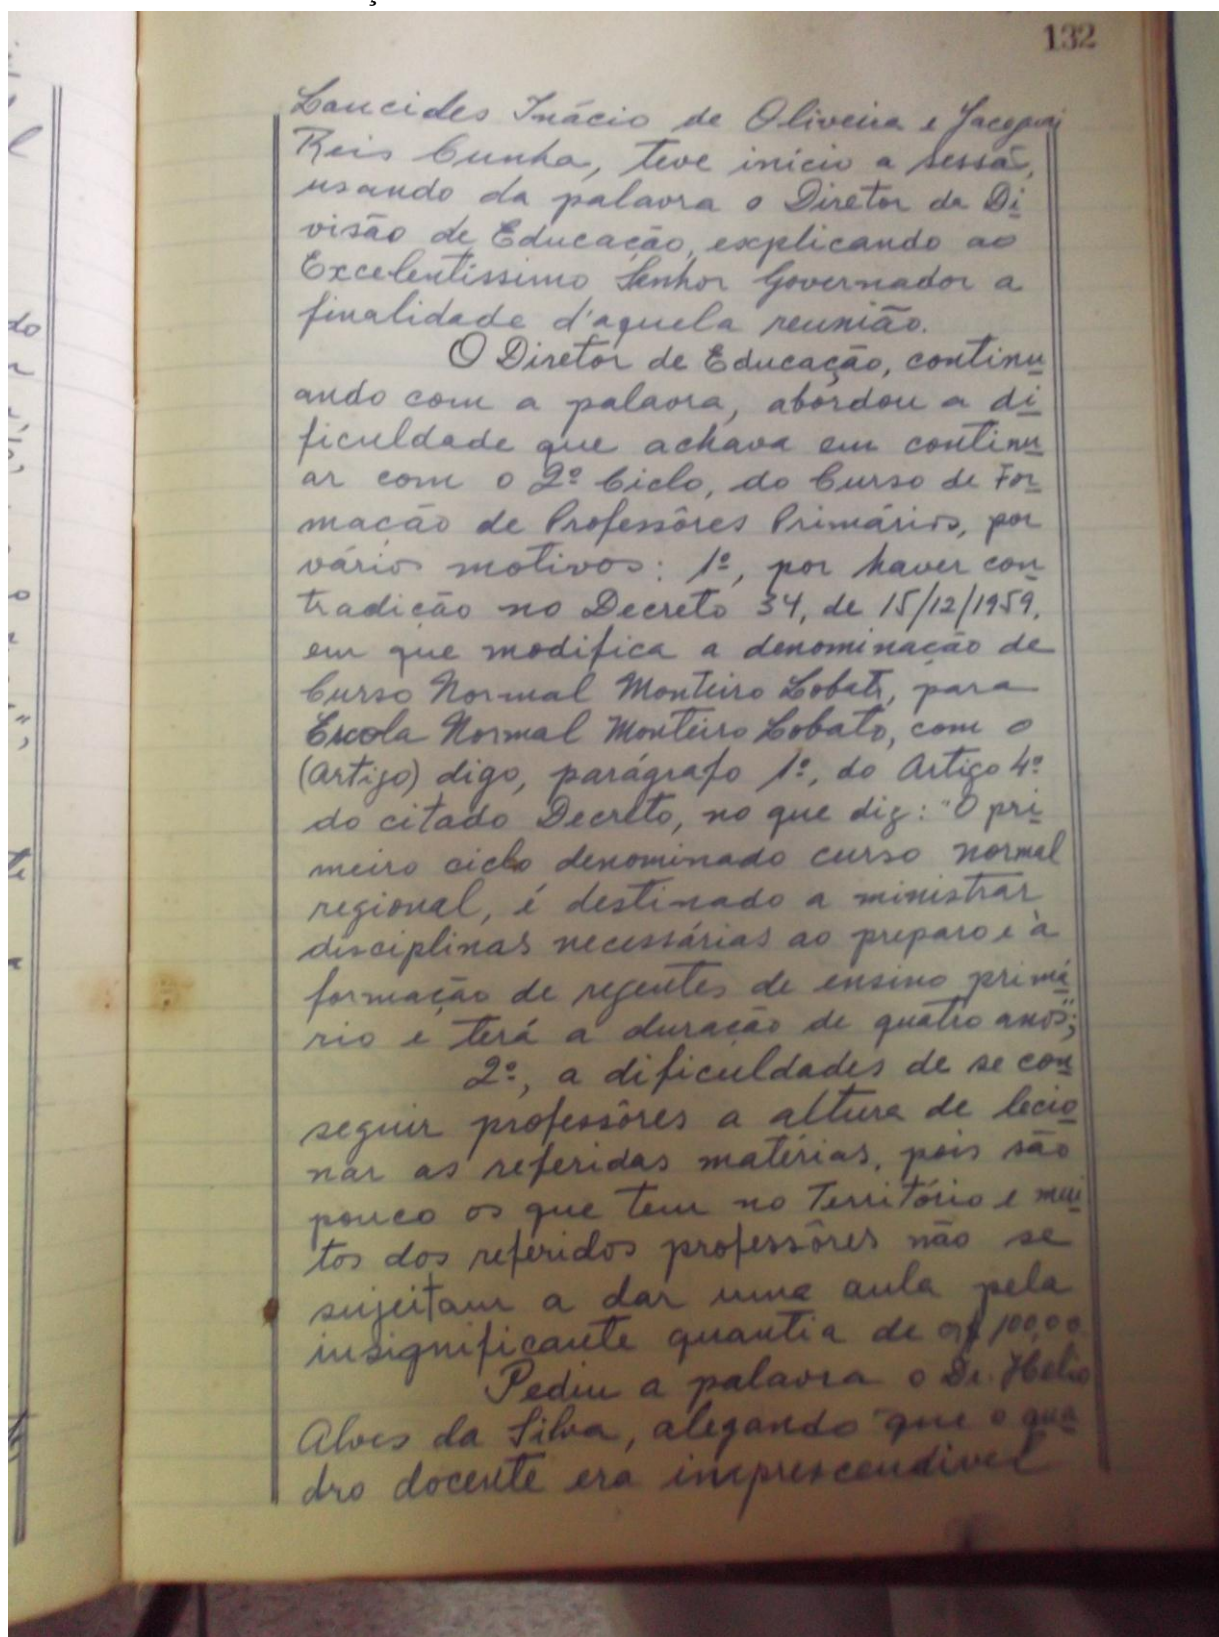 132
Laucides Inácio de Oliveira e Jaceguai
Reis Cunha, teve início a sessã,
usando da palavra o Diretor da Di
visão de Educação, explicando ao
Excelentissimo Senhor Governador a
finalidade d'aquela reunião.
O Diretor de Educação, continu
ando com a palavra, abordou a di
ficuldade que achava em continu
ar com o 2º Ciclo, do Curso de For
mação de Professôres Primários, por
vários motivos: 1º, por haver con
tradição no Decreto 34, de 15/12/1959,
em que modifica a denominação de
Curso Normal Monteiro Lobato, para
Escola Normal Monteiro Lobato, com o
(Artigo) digo, parágrafo 1º, do Artigo 4º
do citado Decreto, no que diz: "O pri
meiro ciclo denominado curso normal
regional, é destinado a ministrar
disciplinas necessárias ao preparo e à
formação de regentes de ensino primá
rio e terá a duração de quatro anos";
2º, a dificuldades de se con
seguir professôres a altura de lecio
nar as referidas matérias, pois são
pouco os que tem no Território e mui
tos dos referidos professôres não se
sujeitam a dar uma aula pela
insignificante quantia de Cr$ 100,00.
Pediu a palavra o Dr. Helio
Alves da Silva, alegando que o qua
dro docente era imprescendivel